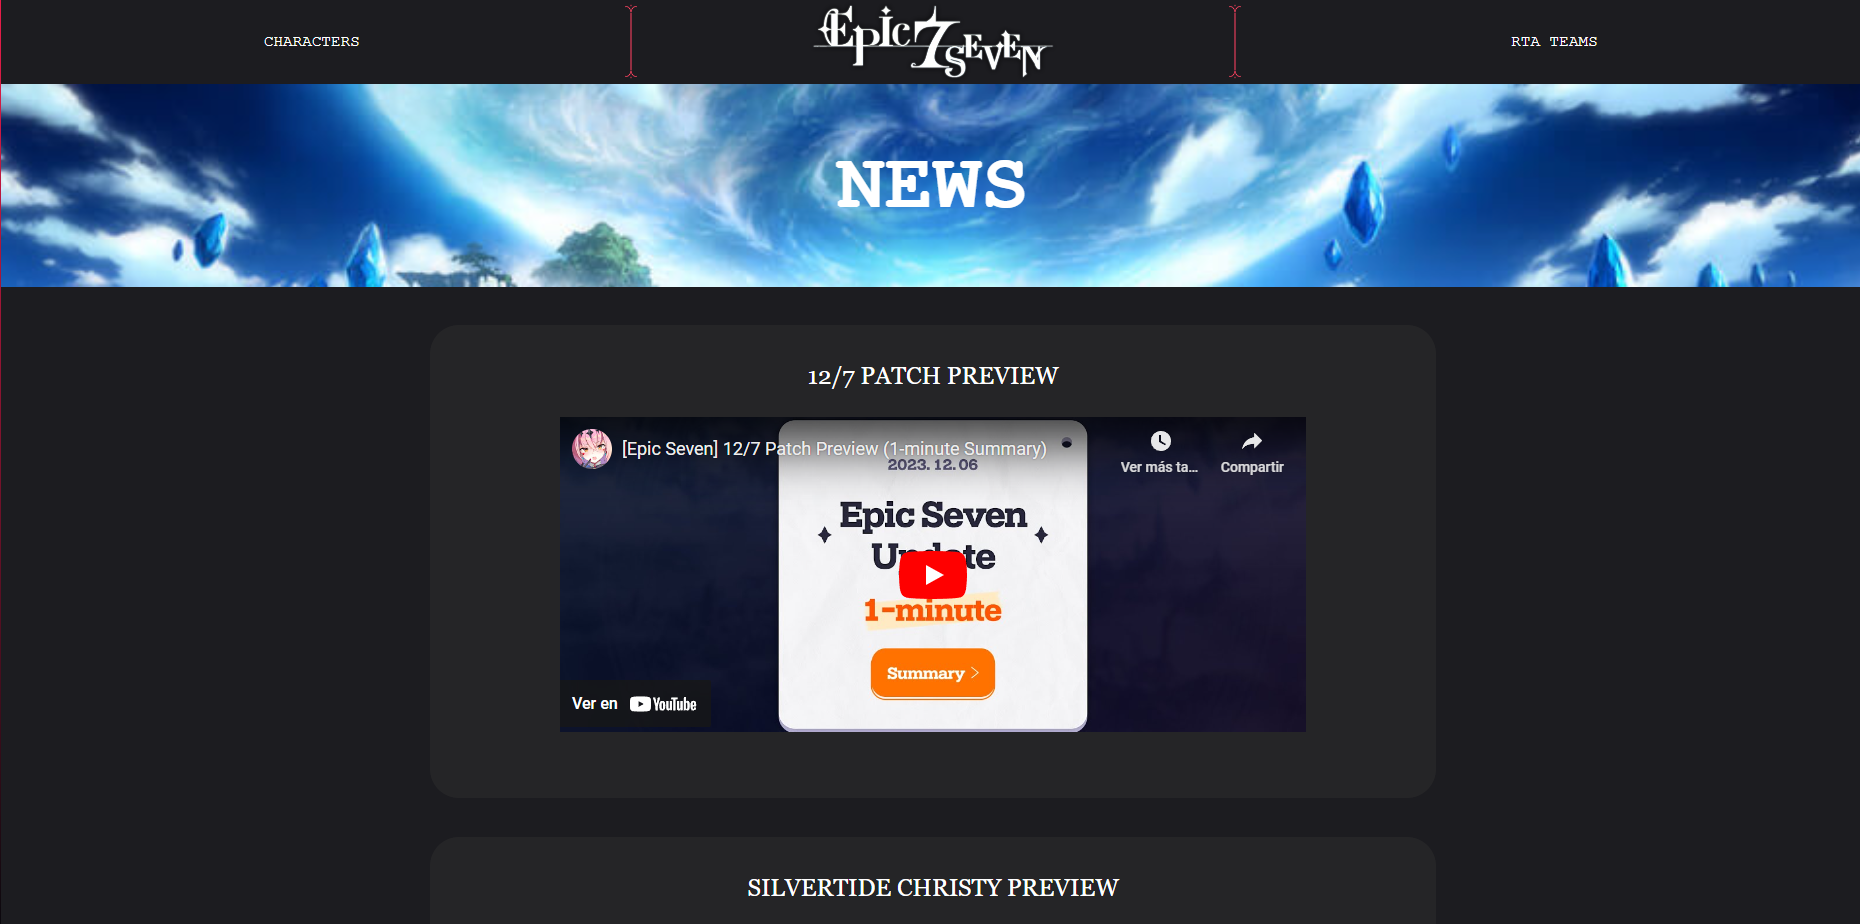 CHARACTERS
Epic 7 SEVEN
RTA TEAMS
NEWS
12/7 PATCH PREVIEW
[Epic Seven] 12/7 Patch Preview (1-minute Summary)
Ver más ta...
Compartir
2023. 12. 06
Epic Seven
Update
1-minute
Summary >
Ver en YouTube
SILVERTIDE CHRISTY PREVIEW